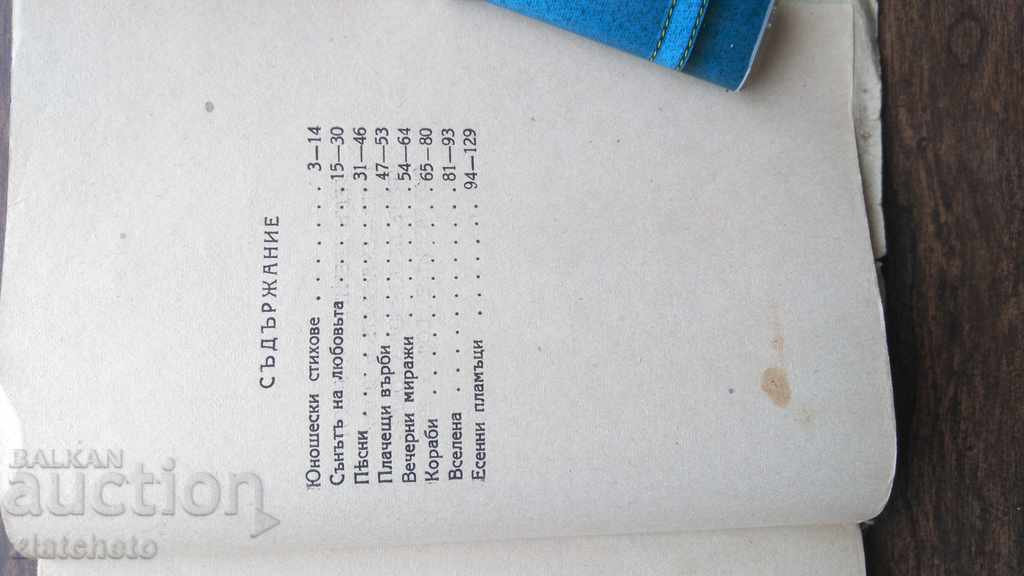 СЪДЪРЖАНИЕ
Юношески стихове . . . . . . . 3—14
Сънътъ на любовьта . . . . . . 15—30
Пѣсни . . . . . . . . . . . . 31—46
Плачещи върби . . . . . . . . 47—53
Вечерни миражи . . . . . . . 54—64
Кораби . . . . . . . . . . . 65-80
Вселена . . . . . . . . . . 81—93
Есенни пламъци . . . . . . . 94—129
BALKAN
auction
zlatehoto